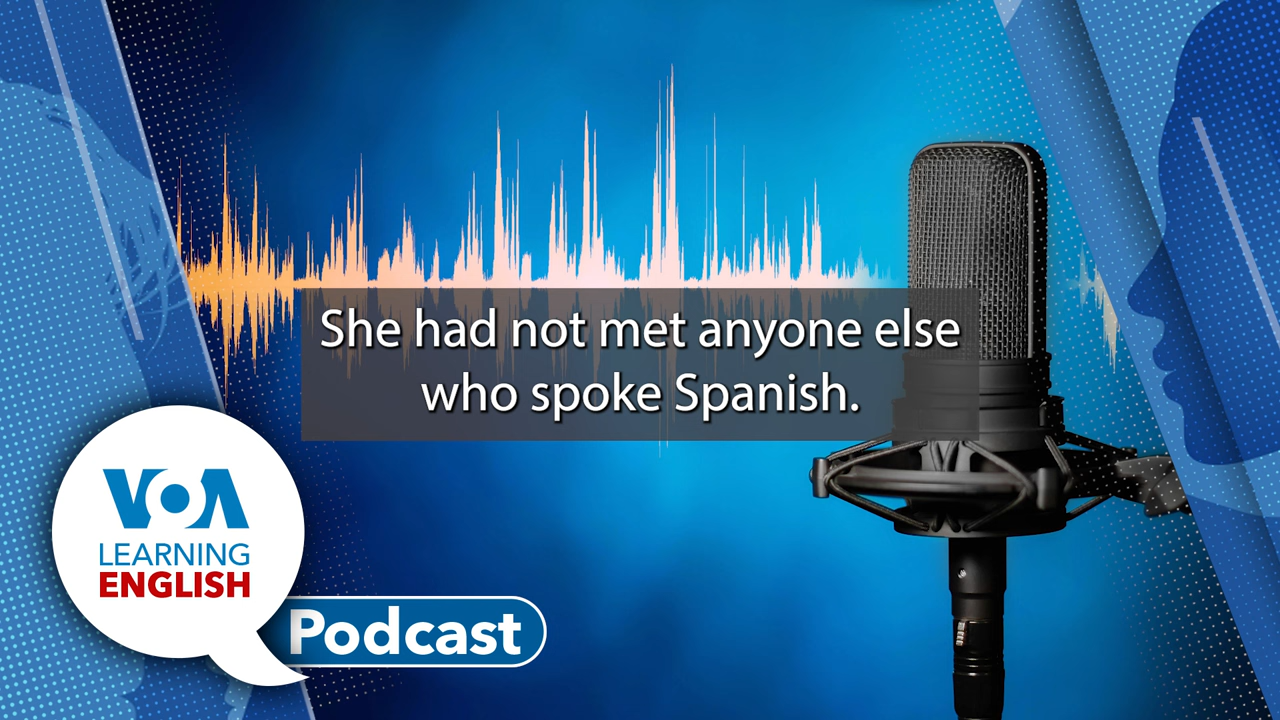 She had not met anyone else
who spoke Spanish.
VOA
LEARNING
ENGLISH
Podcast